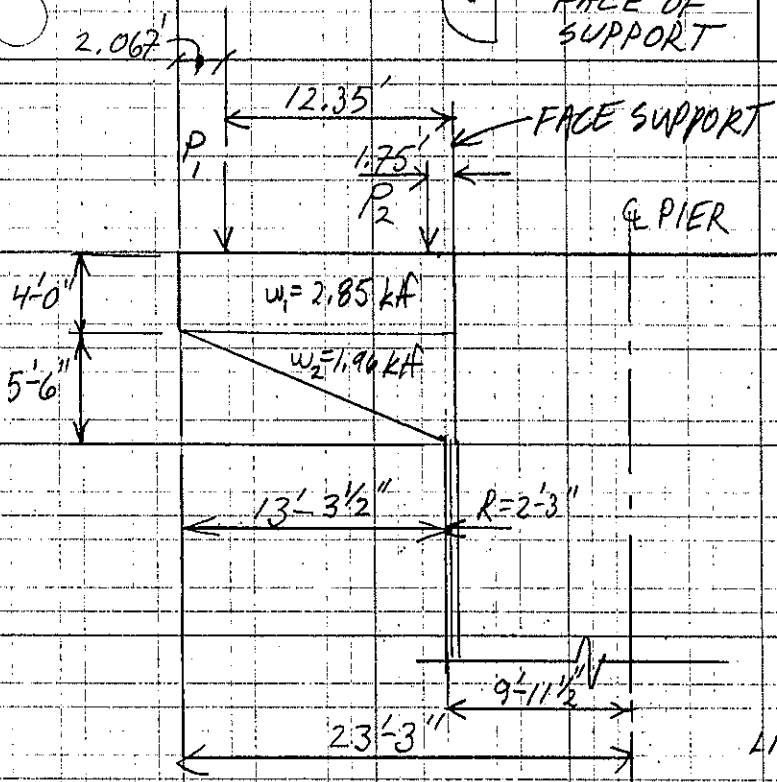 FACE OF
SUPPORT
2.067'
12.35'
FACE SUPPORT
P1
1.75'
P2
℄ PIER
4'-0"
w1= 2.85 klf
w2=1.96 klf
5'-6"
13'-3½"
R=2'-3"
9'-11½"
23'-3"